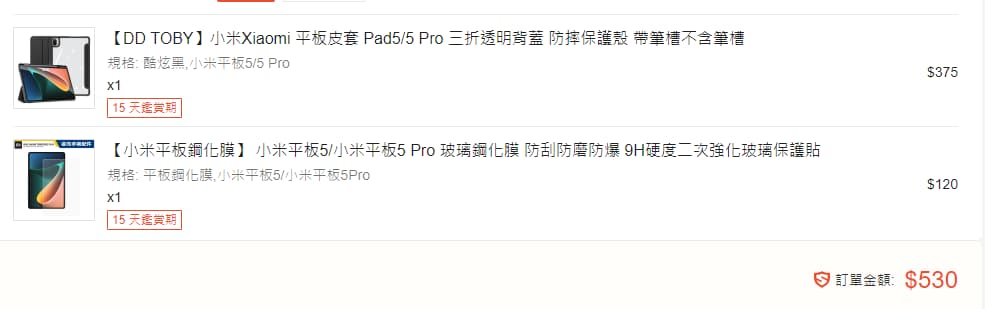 【DD TOBY】小米Xiaomi 平板皮套 Pad5/5 Pro 三折透明背蓋 防摔保護殼 帶筆槽不含筆槽
規格: 酷炫黑,小米平板5/5 Pro
x1
$375
15 天鑑賞期
【小米平板鋼化膜】 小米平板5/小米平板5 Pro 玻璃鋼化膜 防刮防磨防爆 9H硬度二次強化玻璃保護貼
規格: 平板鋼化膜,小米平板5/小米平板5Pro
x1
$120
15 天鑑賞期
訂單金額: $530